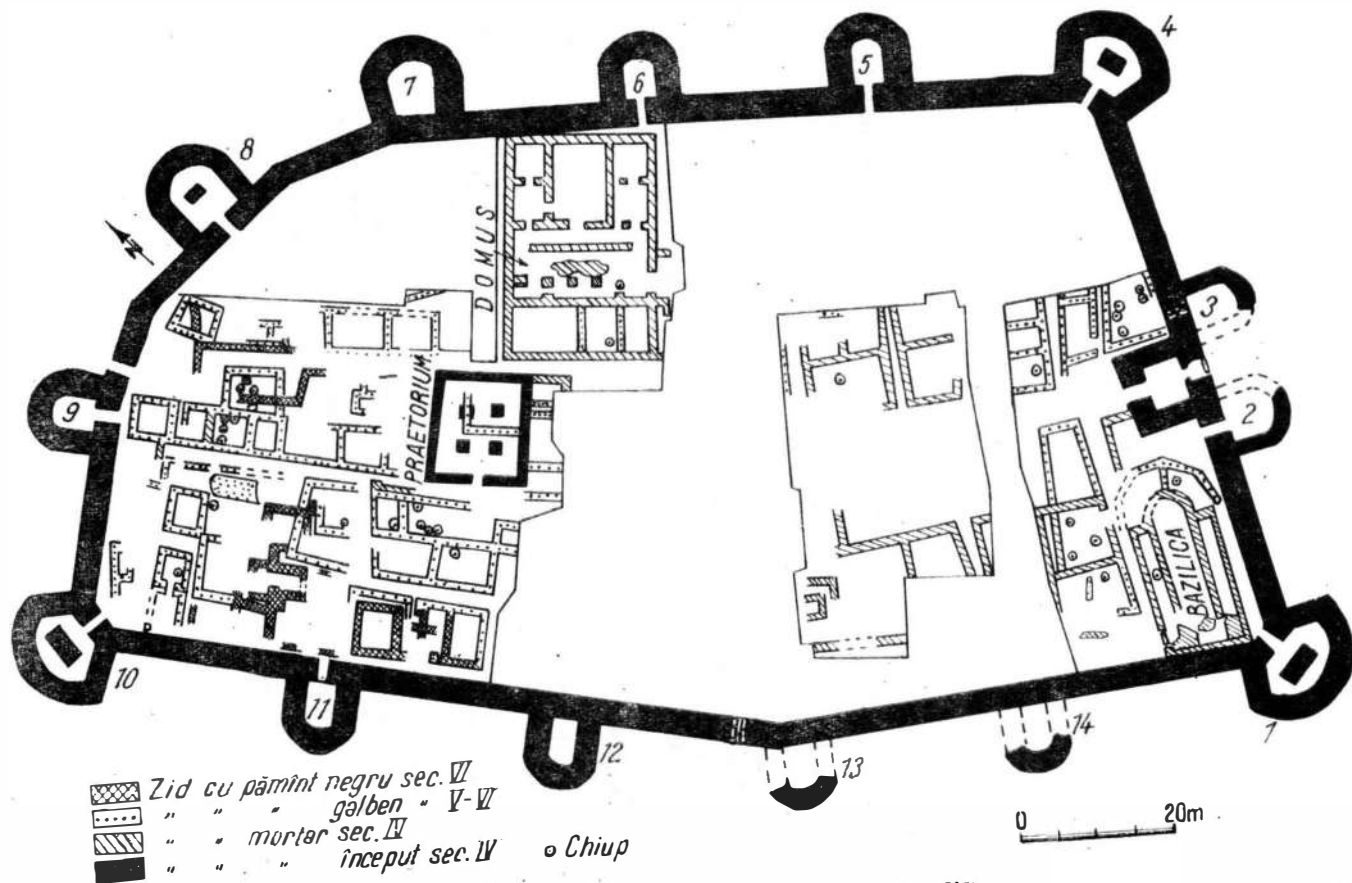 4
5
6
7
8
N
DOMUS
3
PRAETORIUM
2
9
BAZILICA
10
11
12
13
14
1
Zid cu pămînt negru sec. VI
„ „ „ galben „ V-VI
„ „ mortar sec. IV
„ „ „ început sec. IV
Chiup
0 20m